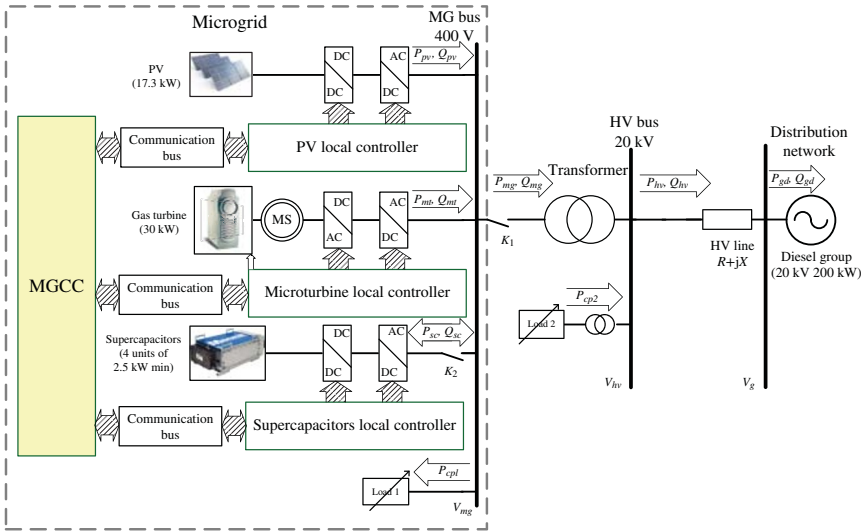 Microgrid
MG bus
400 V
PV
(17.3 kW)
DC
DC
AC
DC
Ppv, Qpv
MGCC
Communication
bus
PV local controller
HV bus
20 kV
Distribution
network
Transformer
Gas turbine
(30 kW)
MS
DC
AC
AC
DC
Pmt, Qmt
Pmg, Qmg
K1
Phv, Qhv
Pgd, Qgd
HV line
R+jX
Diesel group
(20 kV 200 kW)
Communication
bus
Microturbine local controller
Load 2
Pcp2
Supercapacitors
(4 units of
2.5 kW min)
DC
DC
AC
DC
Psc, Qsc
K2
Vhv
Vg
Communication
bus
Supercapacitors local controller
Load 1
Pcpl
Vmg